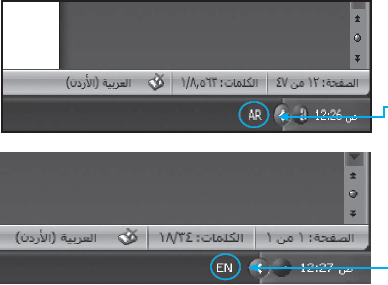 الصفحة: ١٢ من ٤٧ الكلمات: ١/٨,٥٦٣ العربية (الأردن)
ص 12:26 AR
الصفحة: ١ من ١ الكلمات: ١٨/٣٤ العربية (الأردن)
ص 12:27 EN